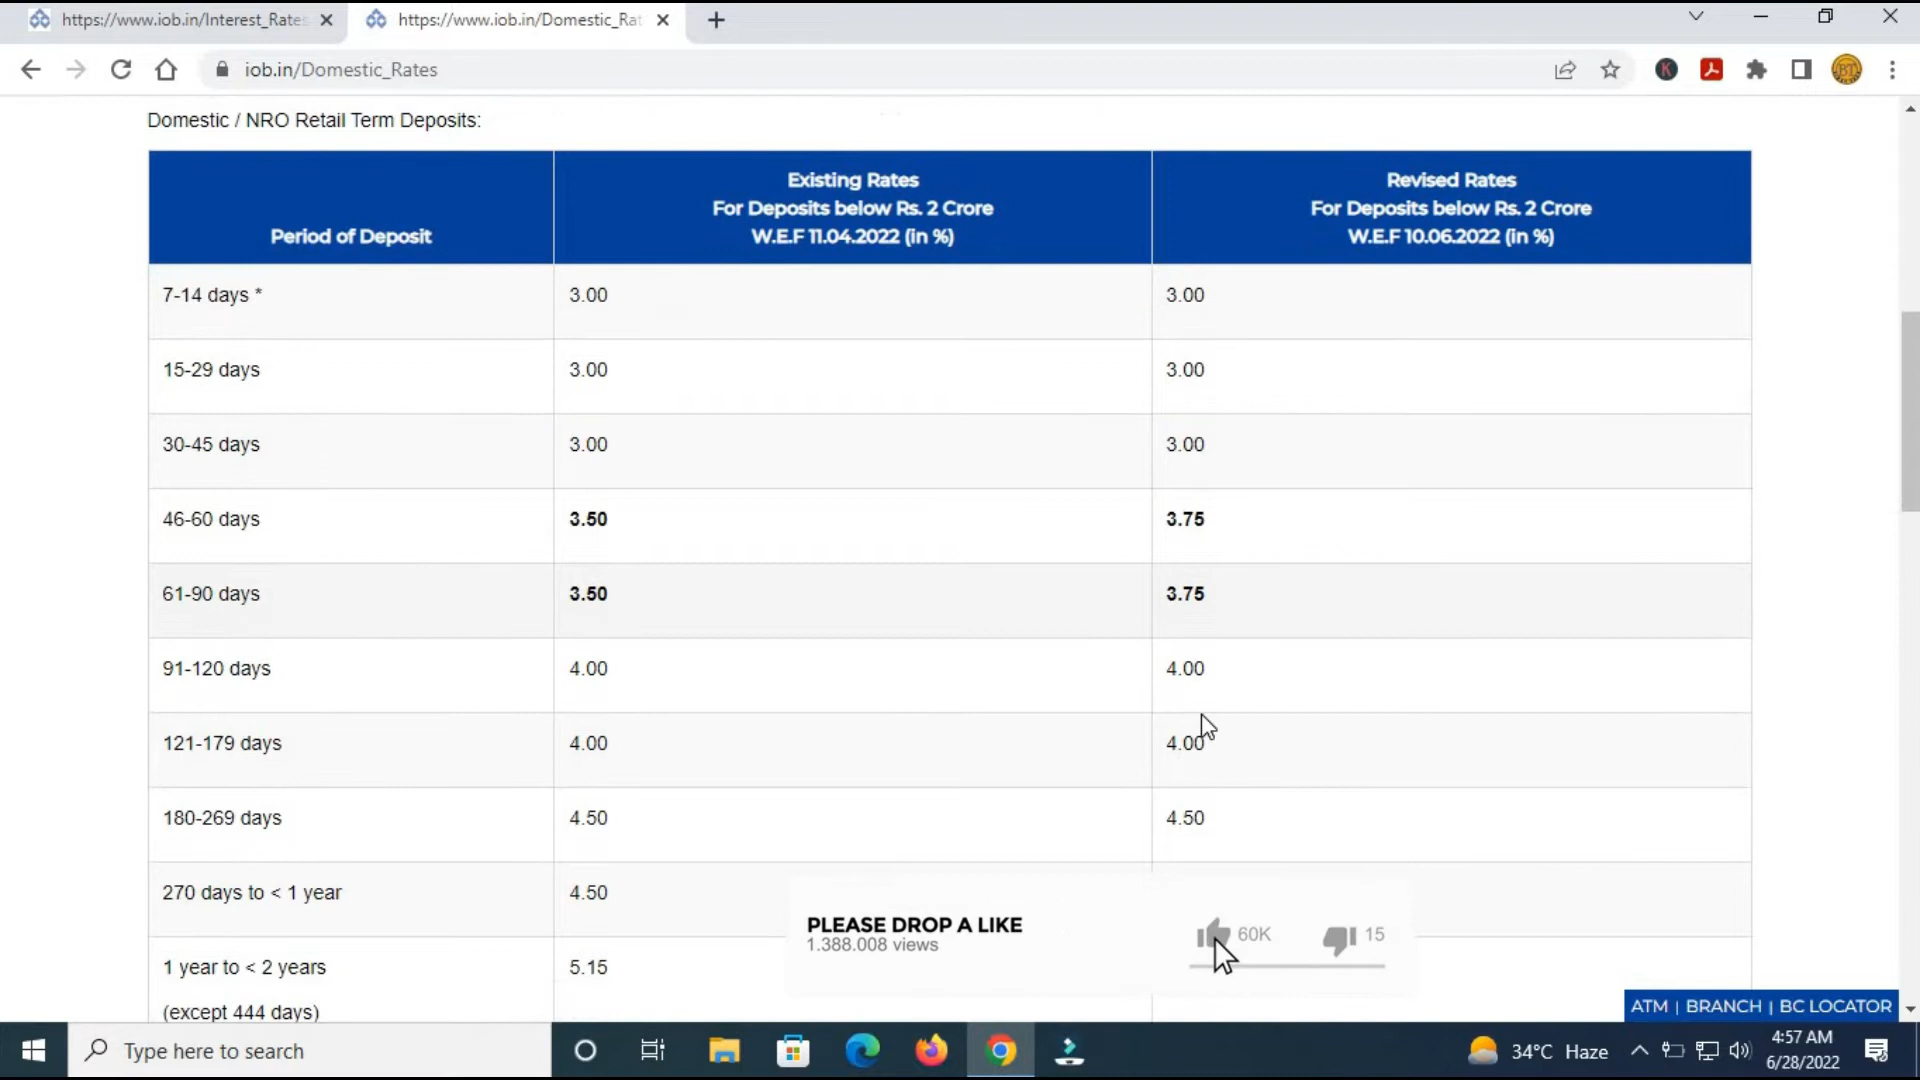 https://www.iob.in/Interest_Rates
https://www.iob.in/Domestic_Rat
iob.in/Domestic_Rates
Domestic / NRO Retail Term Deposits:
Period of Deposit
Existing Rates
For Deposits below Rs. 2 Crore
W.E.F 11.04.2022 (in %)
Revised Rates
For Deposits below Rs. 2 Crore
W.E.F 10.06.2022 (in %)
7-14 days * 3.00 3.00
15-29 days 3.00 3.00
30-45 days 3.00 3.00
46-60 days 3.50 3.75
61-90 days 3.50 3.75
91-120 days 4.00 4.00
121-179 days 4.00 4.00
180-269 days 4.50 4.50
270 days to < 1 year 4.50
PLEASE DROP A LIKE
1.388.008 views
60K 15
1 year to < 2 years 5.15
(except 444 days)
ATM | BRANCH | BC LOCATOR
Type here to search
34°C Haze
4:57 AM
6/28/2022